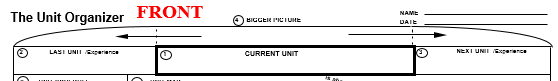 The Unit Organizer FRONT
NAME
④ BIGGER PICTURE
DATE
② LAST UNIT /Experience
① CURRENT UNIT
③ NEXT UNIT /Experience